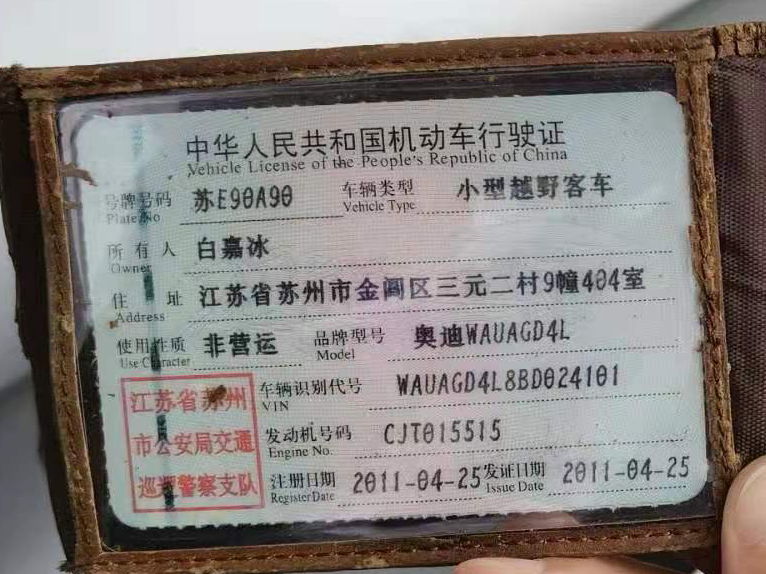 中华人民共和国机动车行驶证
Vehicle License of the People's Republic of China
号牌号码 苏E90A90 车辆类型 小型越野客车
Plate No Vehicle Type
所有人 白嘉冰
Owner
住址 江苏省苏州市金阊区三元二村9幢404室
Address
使用性质 非营运 品牌型号 奥迪WAUAGD4L
Use Character Model
车辆识别代号 WAUAGD4L8BD024101
VIN
发动机号码 CJT015515
Engine No.
注册日期 2011-04-25 发证日期 2011-04-25
Register Date Issue Date
江苏省苏州
市公安局交通
巡逻警察支队